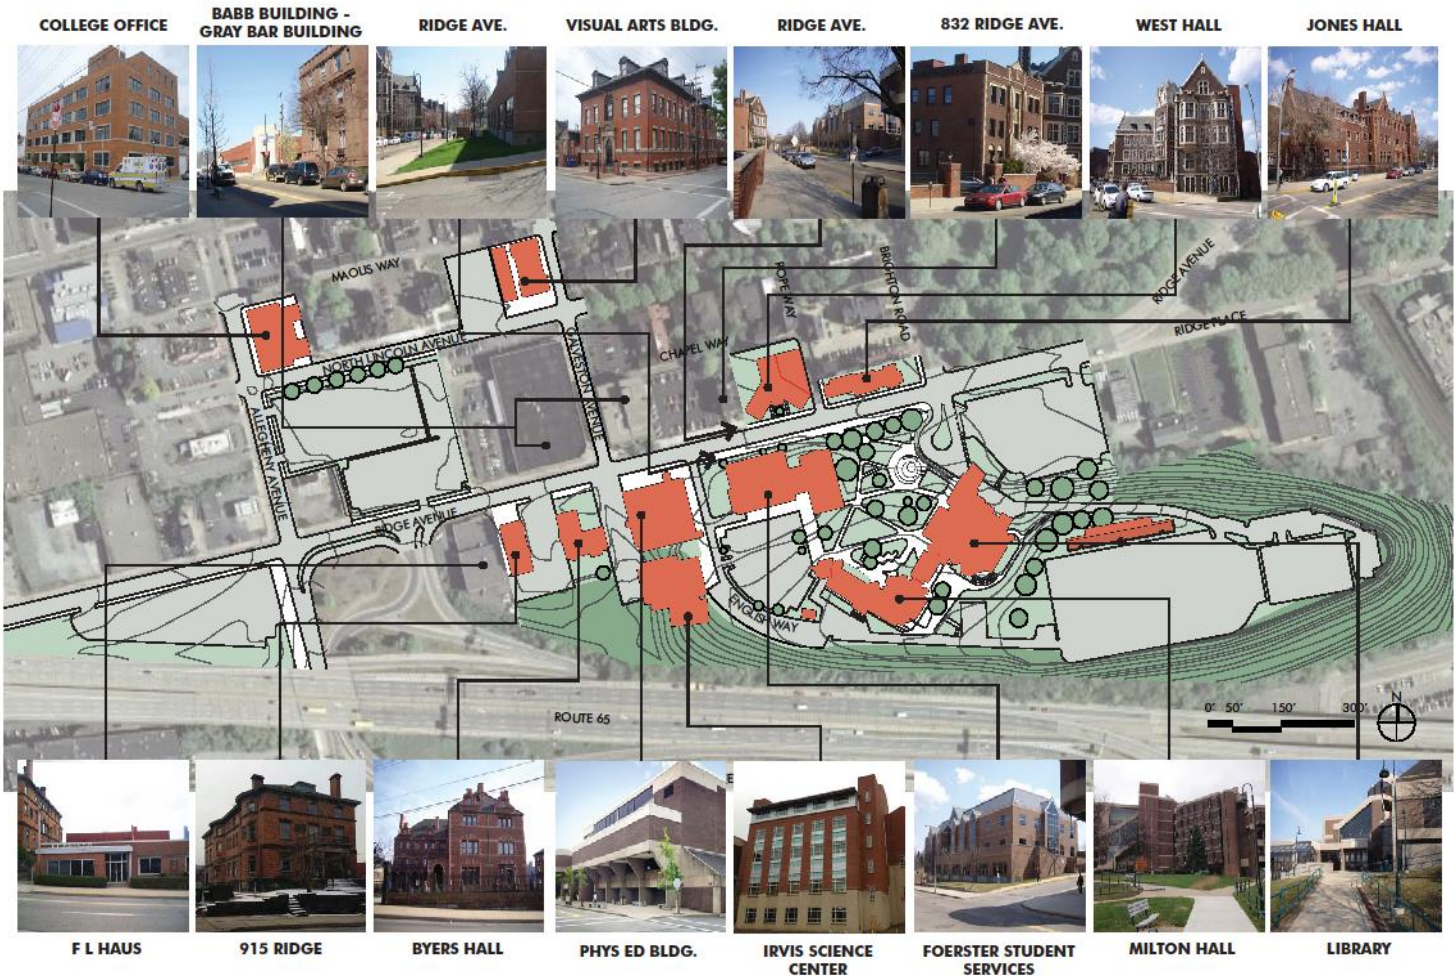 COLLEGE OFFICE
BABB BUILDING -
GRAY BAR BUILDING
RIDGE AVE.
VISUAL ARTS BLDG.
RIDGE AVE.
832 RIDGE AVE.
WEST HALL
JONES HALL
MAOLIS WAY
ROPE WAY
BRIGHTON ROAD
RIDGE AVENUE
RIDGE PLACE
NORTH LINCOLN AVENUE
GALVESTON AVENUE
CHAPEL WAY
ALLEGHENY AVENUE
RIDGE AVENUE
ENGLISH WAY
ROUTE 65
0' 50' 150' 300'
N
F L HAUS
915 RIDGE
BYERS HALL
PHYS ED BLDG.
IRVIS SCIENCE
CENTER
FOERSTER STUDENT
SERVICES
MILTON HALL
LIBRARY